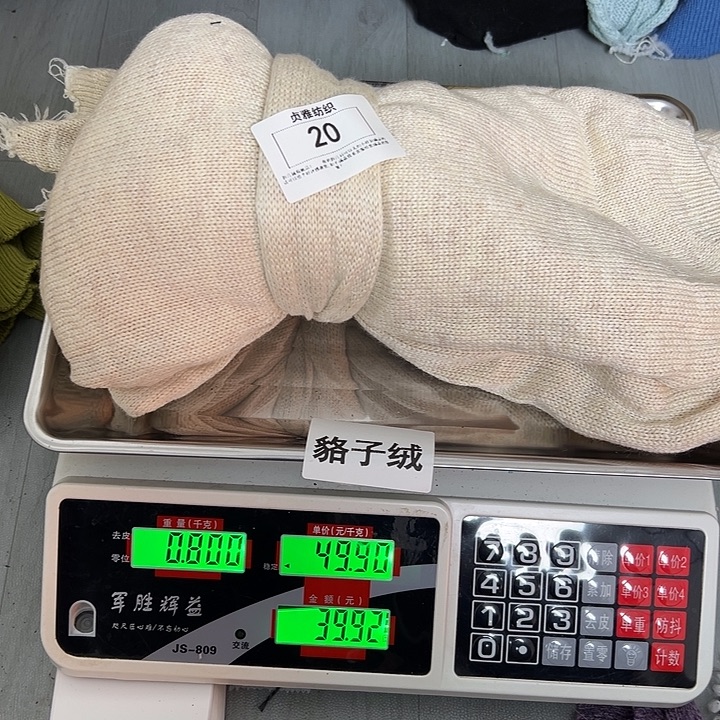 贞雅纺织
20
貉子绒
重量(千克)
单价(元/千克)
去皮
零位
0.800
稳定
49.90
金额(元)
39.92
军胜辉益
JS-809
交流
7 8 9 清除 单价1 单价2
4 5 6 累加 单价3 单价4
1 2 3 去皮 单重 防抖
0 • 储存 置零 计数